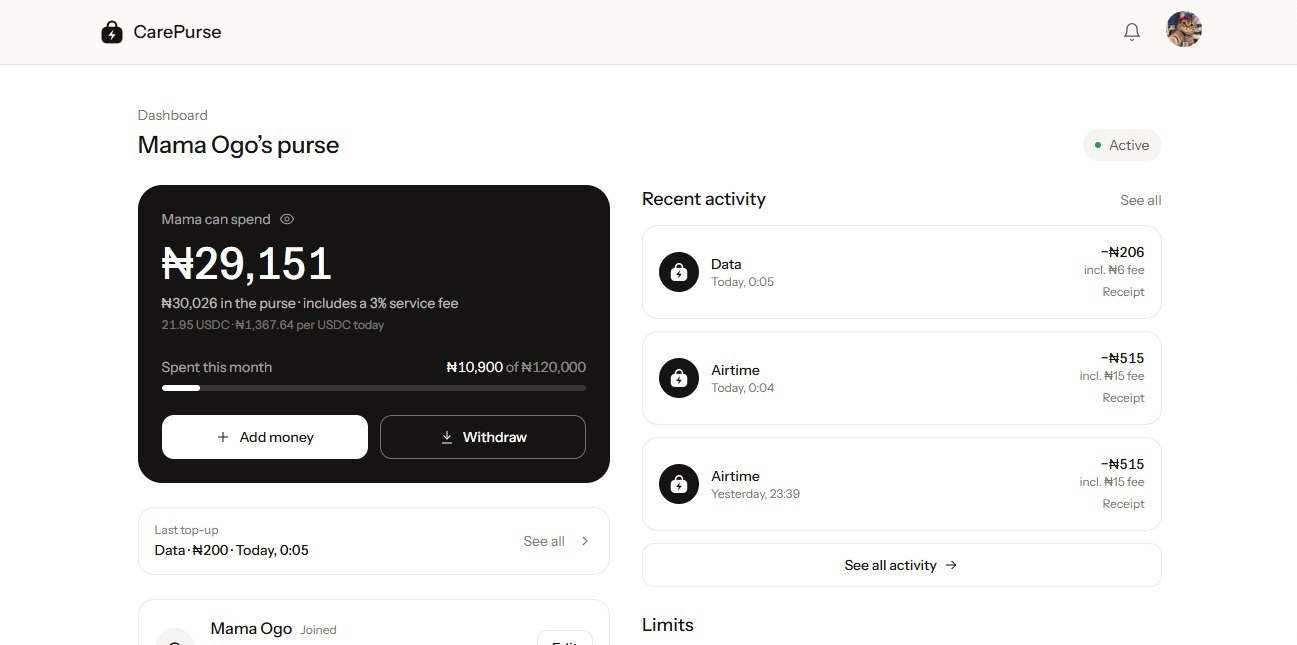 CarePurse
Dashboard
Mama Ogo’s purse
Active
Mama can spend
₦29,151
₦30,026 in the purse · includes a 3% service fee
21.95 USDC · ₦1,367.64 per USDC today
Spent this month
₦10,900 of ₦120,000
+ Add money
Withdraw
Last top-up
Data · ₦200 · Today, 0:05
See all
Mama Ogo Joined
Edit
Recent activity
See all
Data
Today, 0:05
−₦206
incl. ₦6 fee
Receipt
Airtime
Today, 0:04
−₦515
incl. ₦15 fee
Receipt
Airtime
Yesterday, 23:39
−₦515
incl. ₦15 fee
Receipt
See all activity →
Limits